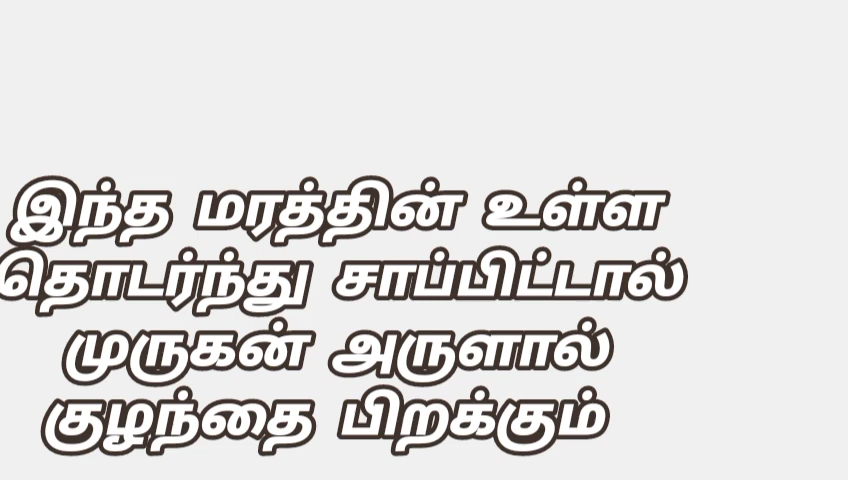 இந்த மரத்தின் உள்ள
தொடர்ந்து சாப்பிட்டால்
முருகன் அருளால்
குழந்தை பிறக்கும்